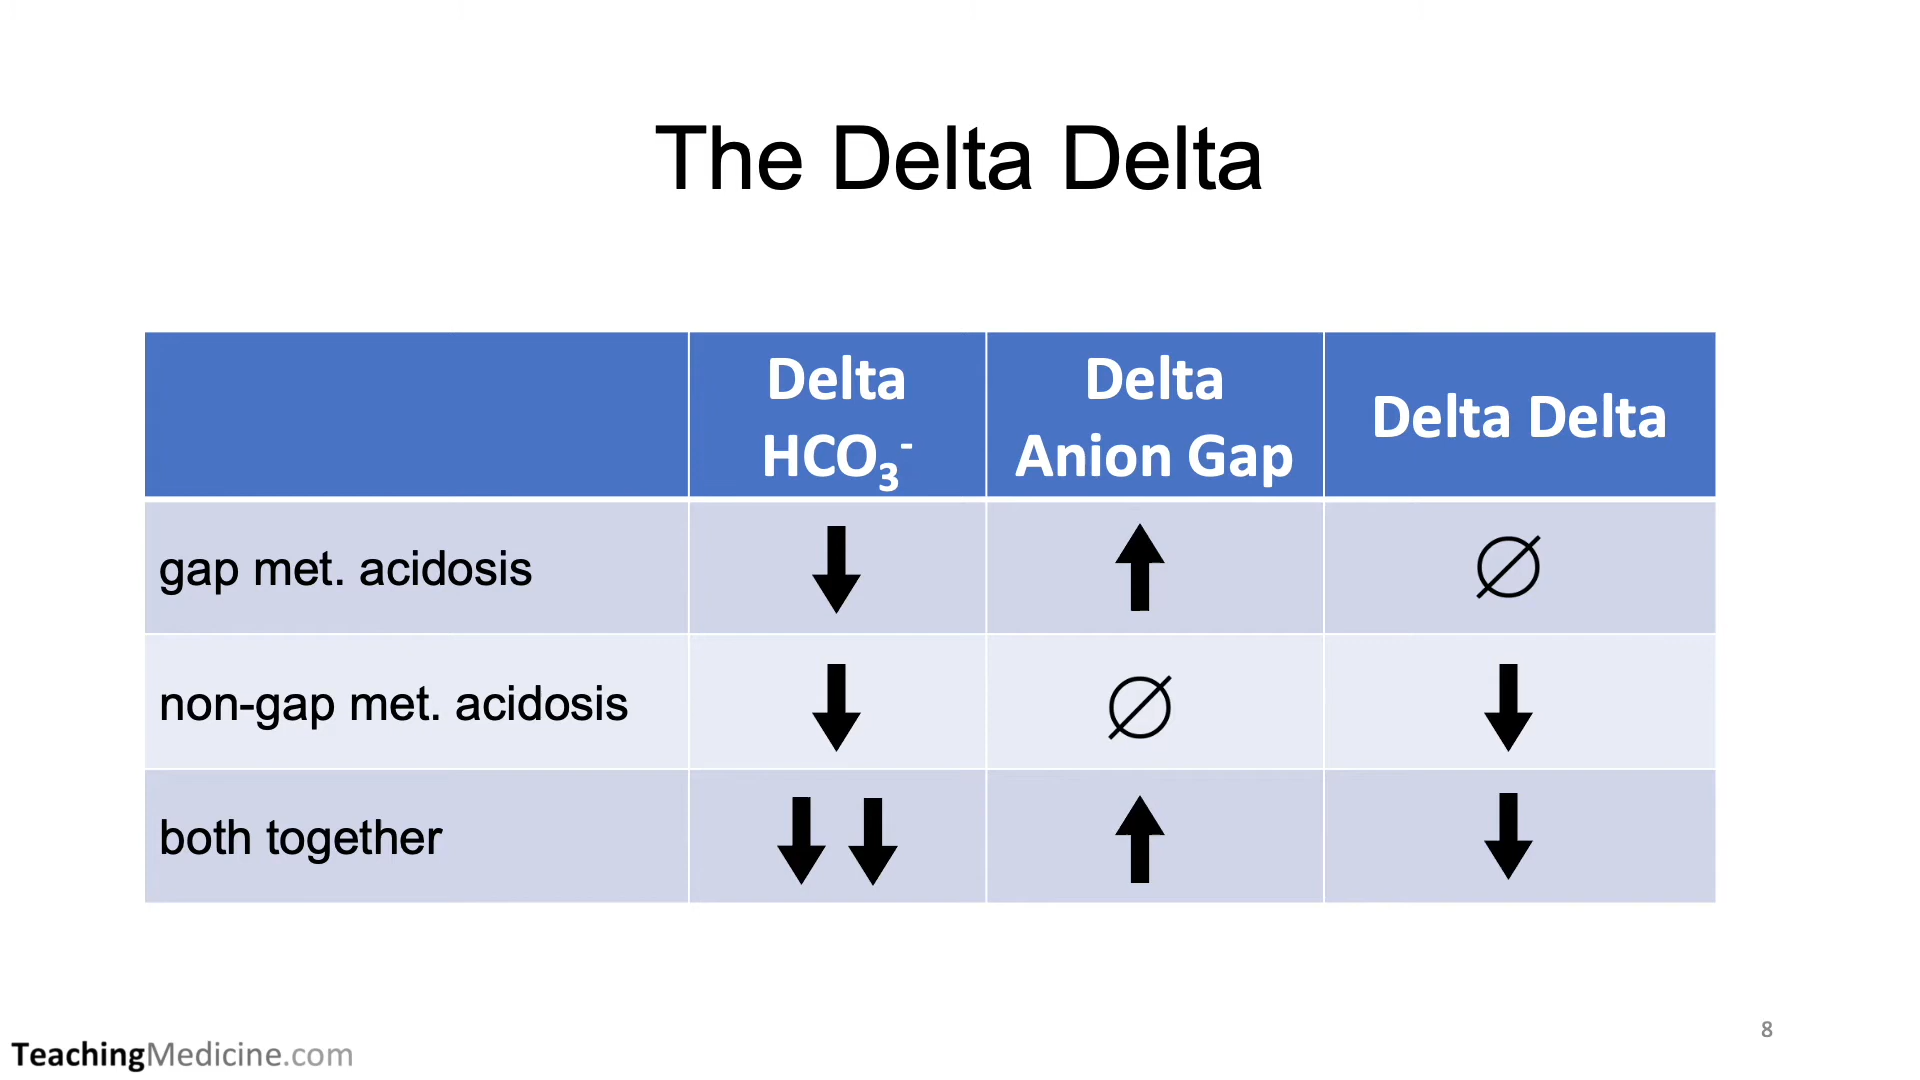 The Delta Delta
Delta HCO₃⁻
Delta Anion Gap
Delta Delta
gap met. acidosis ↓ ↑ ∅
non-gap met. acidosis ↓ ∅ ↓
both together ↓ ↓ ↑ ↓
8
TeachingMedicine.com